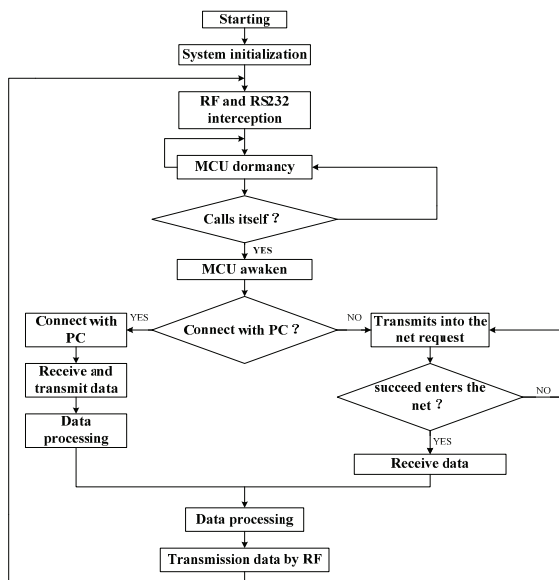 Starting
System initialization
RF and RS232
interception
MCU dormancy
Calls itself？
YES
MCU awaken
Connect with PC？
YES
NO
Connect with
PC
Transmits into the
net request
Receive and
transmit data
succeed enters the
net？
NO
Data
processing
YES
Receive data
Data processing
Transmission data by RF